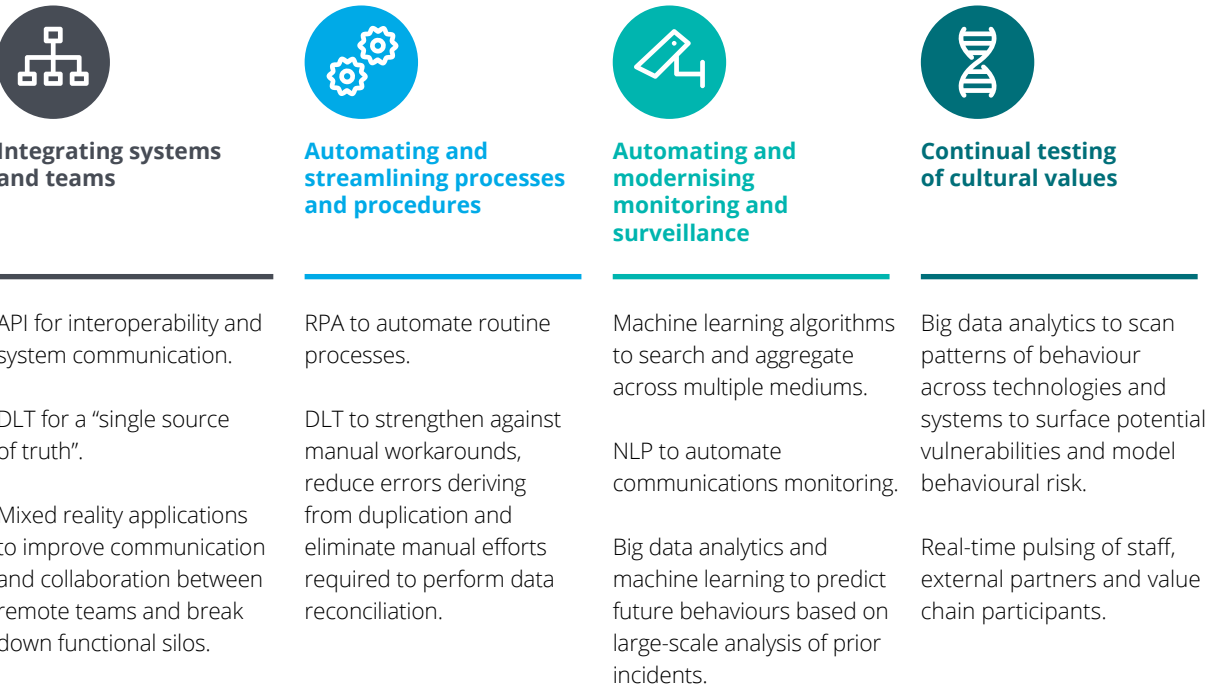 Integrating systems
and teams
API for interoperability and
system communication.
DLT for a “single source
of truth”.
Mixed reality applications
to improve communication
and collaboration between
remote teams and break
down functional silos.
Automating and
streamlining processes
and procedures
RPA to automate routine
processes.
DLT to strengthen against
manual workarounds,
reduce errors deriving
from duplication and
eliminate manual efforts
required to perform data
reconciliation.
Automating and
modernising
monitoring and
surveillance
Machine learning algorithms
to search and aggregate
across multiple mediums.
NLP to automate
communications monitoring.
Big data analytics and
machine learning to predict
future behaviours based on
large-scale analysis of prior
incidents.
Continual testing
of cultural values
Big data analytics to scan
patterns of behaviour
across technologies and
systems to surface potential
vulnerabilities and model
behavioural risk.
Real-time pulsing of staff,
external partners and value
chain participants.